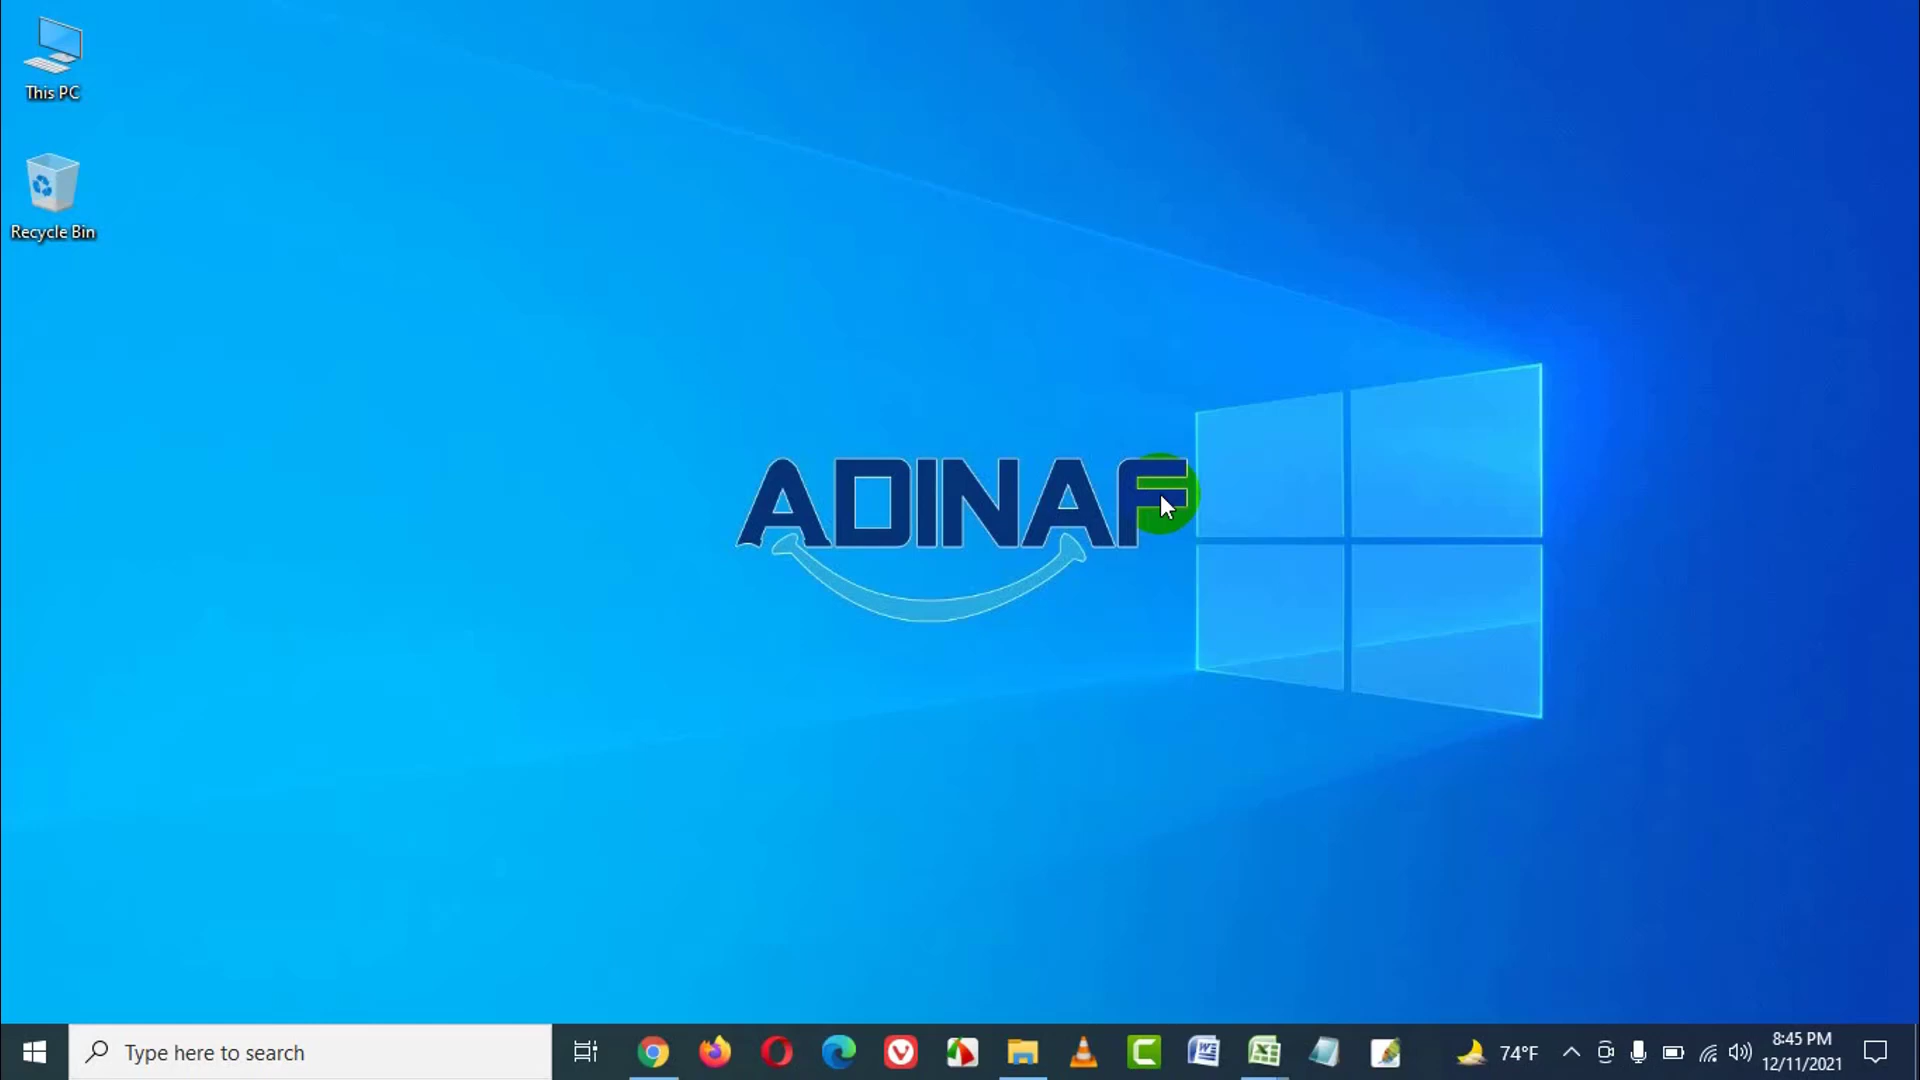 This PC
Recycle Bin
ADINAF
Type here to search
74°F
8:45 PM
12/11/2021